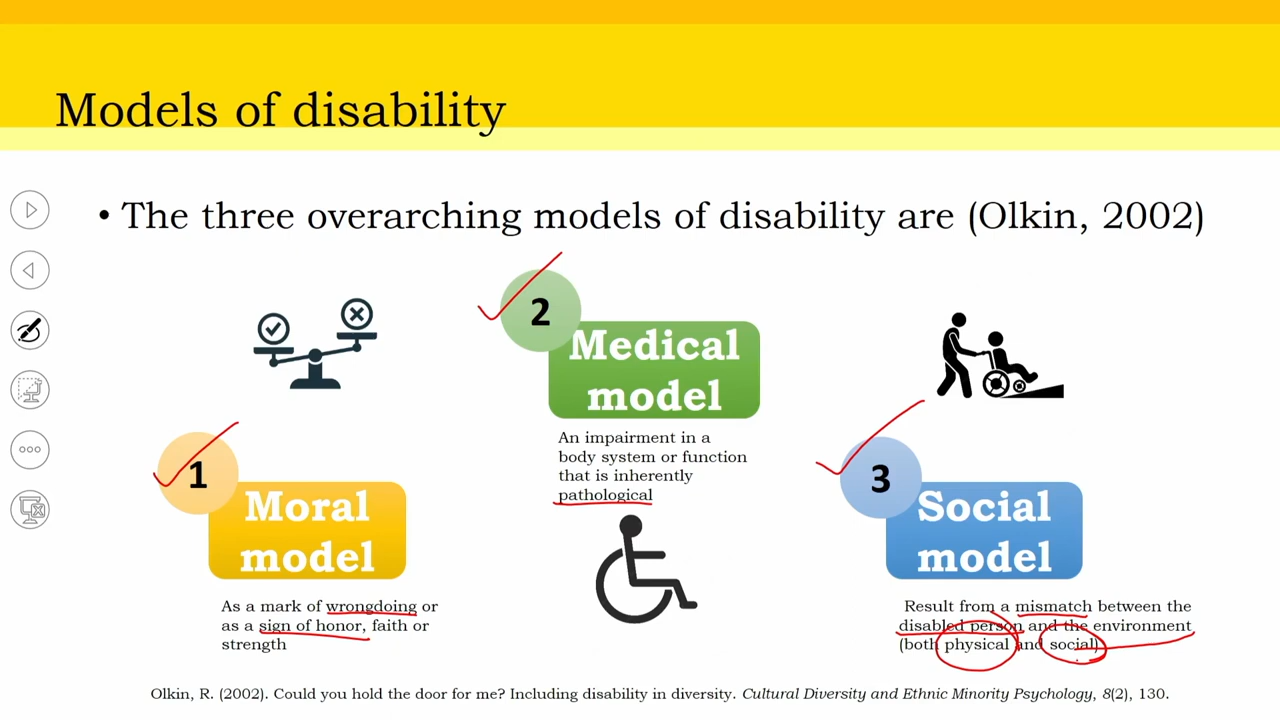 Models of disability
• The three overarching models of disability are (Olkin, 2002)
1
Moral
model
As a mark of wrongdoing or
as a sign of honor, faith or
strength
2
Medical
model
An impairment in a
body system or function
that is inherently
pathological
3
Social
model
Result from a mismatch between the
disabled person and the environment
(both physical and social)
Olkin, R. (2002). Could you hold the door for me? Including disability in diversity. Cultural Diversity and Ethnic Minority Psychology, 8(2), 130.